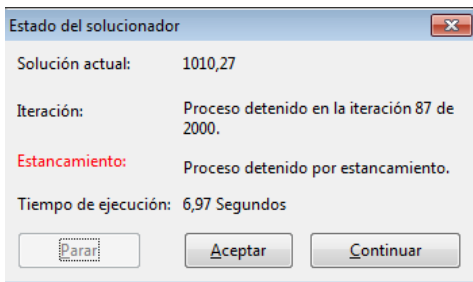 Estado del solucionador
Solución actual: 1010,27
Iteración: Proceso detenido en la iteración 87 de
2000.
Estancamiento: Proceso detenido por estancamiento.
Tiempo de ejecución: 6,97 Segundos
Parar Aceptar Continuar